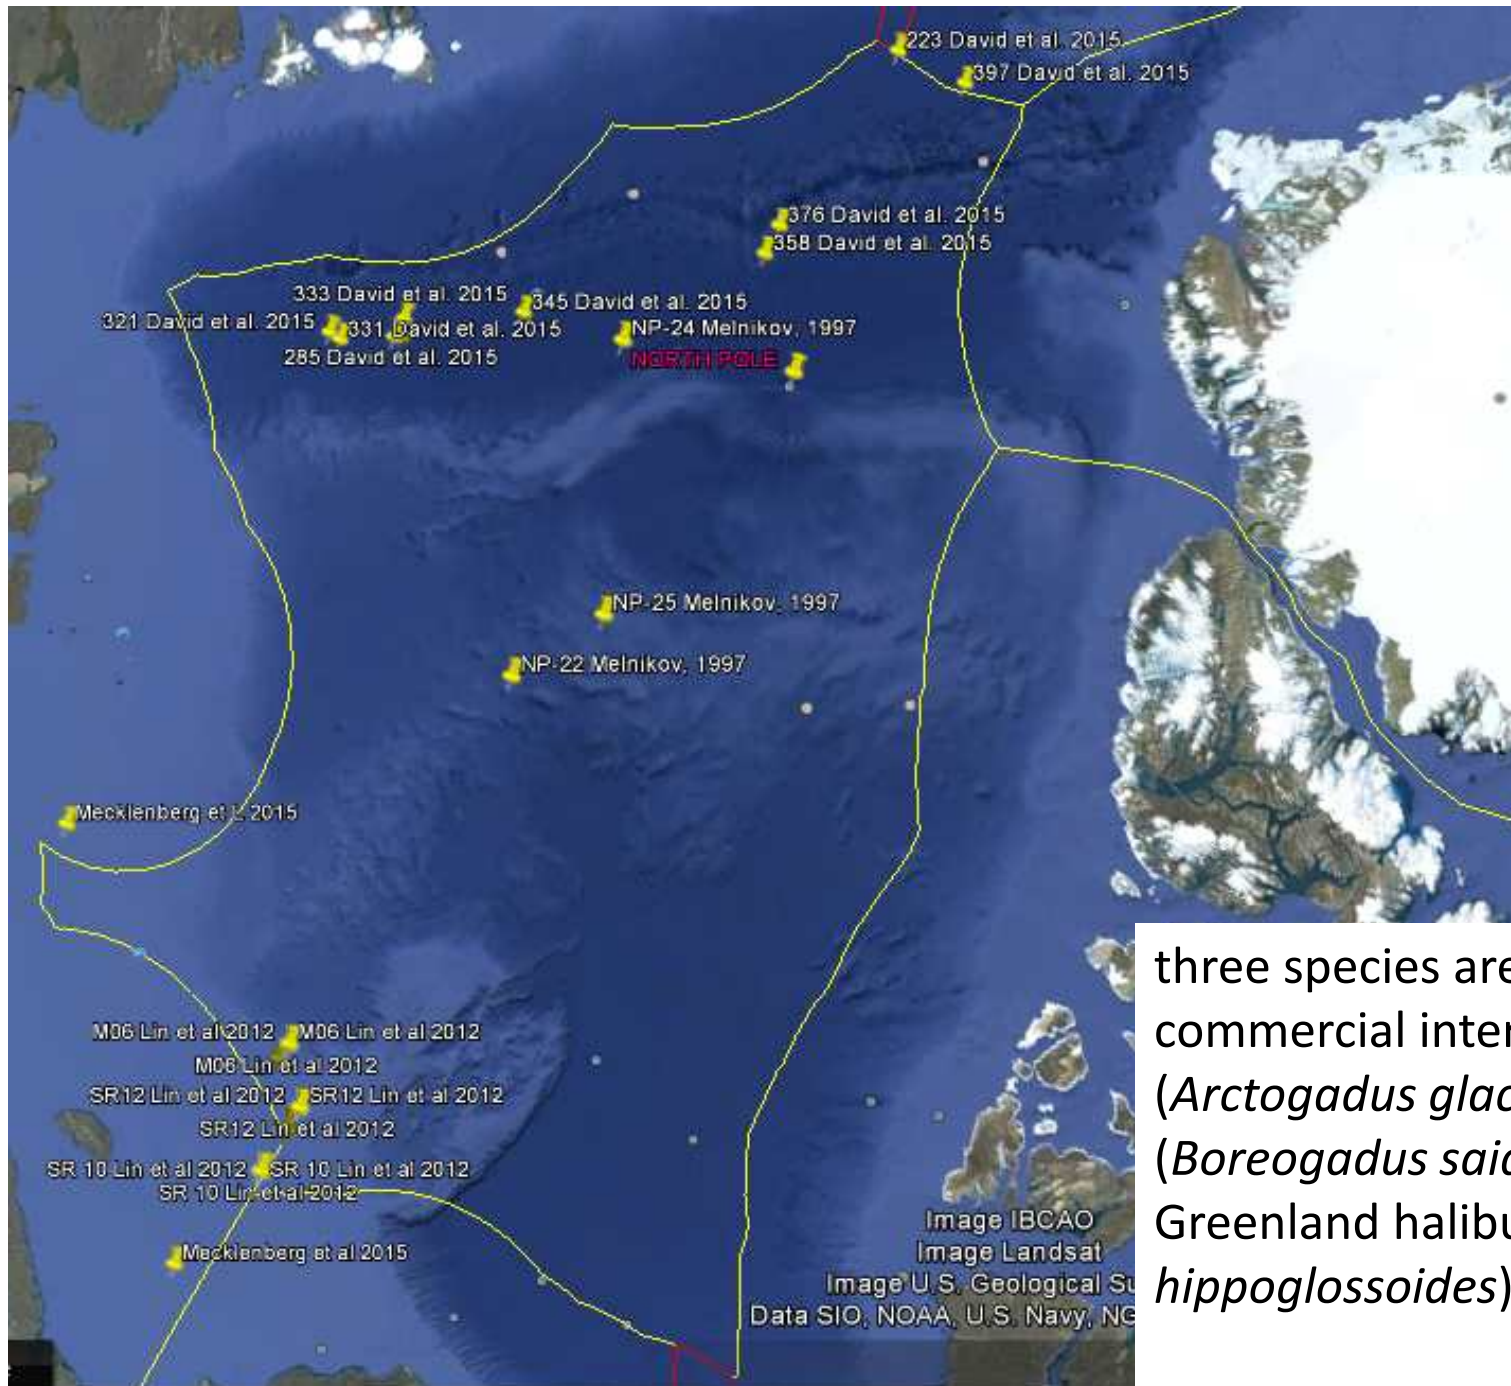 223 David et al. 2015
397 David et al. 2015
376 David et al. 2015
358 David et al. 2015
333 David et al. 2015
345 David et al. 2015
321 David et al. 2015
331 David et al. 2015
NP-24 Melnikov, 1997
285 David et al. 2015
NORTH POLE
NP-25 Melnikov, 1997
NP-22 Melnikov, 1997
Mecklenberg et 2015
M06 Lin et al 2012
M06 Lin et al 2012
M06 Lin et al 2012
SR12 Lin et al 2012
SR12 Lin et al 2012
SR12 Lin et al 2012
SR 10 Lin et al 2012
SR 10 Lin et al 2012
SR 10 Lin et al 2012
Mecklenberg et al 2015
Image IBCAO
Image Landsat
Image U.S. Geological Su
Data SIO, NOAA, U.S. Navy, NG
three species are
commercial inter
(Arctogadus glac
(Boreogadus said
Greenland halibu
hippoglossoides)